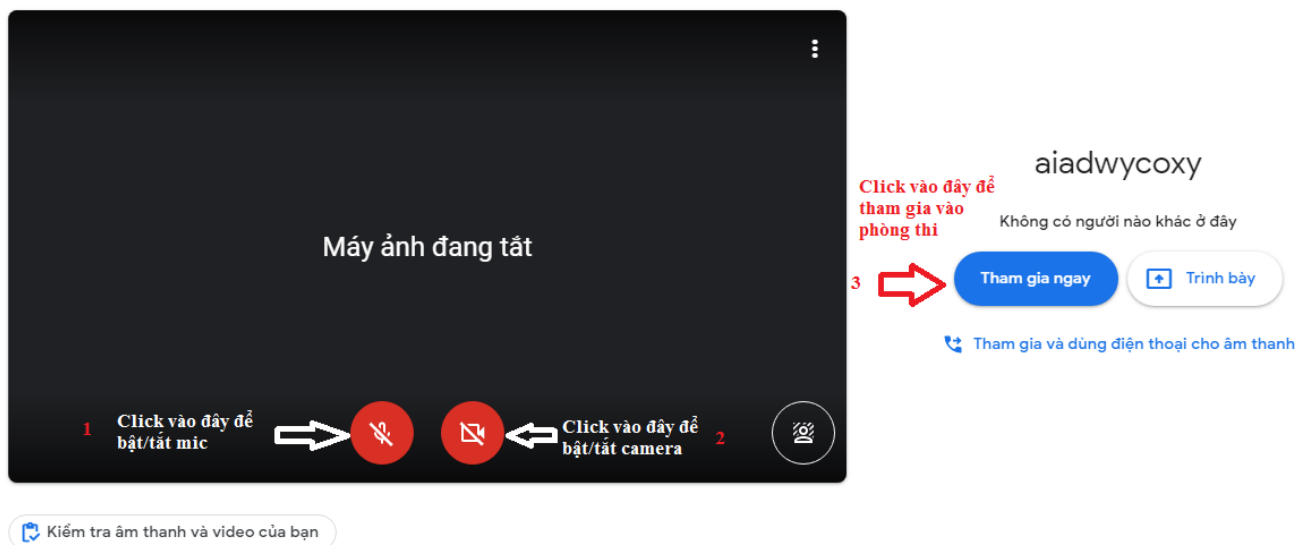 Máy ảnh đang tắt
1
Click vào đây để
bật/tắt mic
Click vào đây để
bật/tắt camera
2
Kiểm tra âm thanh và video của bạn
aiadwycoxy
Click vào đây để
tham gia vào
phòng thi
Không có người nào khác ở đây
3
Tham gia ngay
Trình bày
Tham gia và dùng điện thoại cho âm thanh